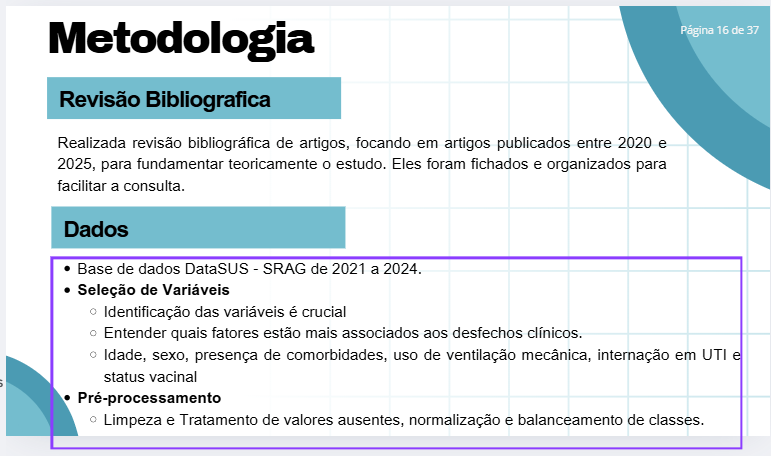 Metodologia
Página 16 de 37
Revisão Bibliografica
Realizada revisão bibliográfica de artigos, focando em artigos publicados entre 2020 e
2025, para fundamentar teoricamente o estudo. Eles foram fichados e organizados para
facilitar a consulta.
Dados
• Base de dados DataSUS - SRAG de 2021 a 2024.
• Seleção de Variáveis
○ Identificação das variáveis é crucial
○ Entender quais fatores estão mais associados aos desfechos clínicos.
○ Idade, sexo, presença de comorbidades, uso de ventilação mecânica, internação em UTI e
status vacinal
• Pré-processamento
○ Limpeza e Tratamento de valores ausentes, normalização e balanceamento de classes.